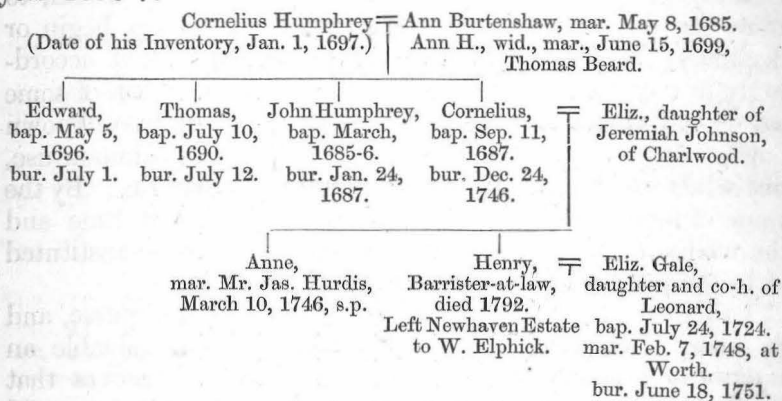 Cornelius Humphrey = Ann Burtenshaw, mar. May 8, 1685.
(Date of his Inventory, Jan. 1, 1697.) Ann H., wid., mar., June 15, 1699,
Thomas Beard.
Edward,
bap. May 5,
1696.
bur. July 1.
Thomas,
bap. July 10,
1690.
bur. July 12.
John Humphrey,
bap. March,
1685-6.
bur. Jan. 24,
1687.
Cornelius,
bap. Sep. 11,
1687.
bur. Dec. 24,
1746.
=
Eliz., daughter of
Jeremiah Johnson,
of Charlwood.
Anne,
mar. Mr. Jas. Hurdis,
March 10, 1746, s.p.
Henry,
Barrister-at-law,
died 1792.
Left Newhaven Estate
to W. Elphick.
=
Eliz. Gale,
daughter and co-h. of
Leonard,
bap. July 24, 1724.
mar. Feb. 7, 1748, at
Worth.
bur. June 18, 1751.